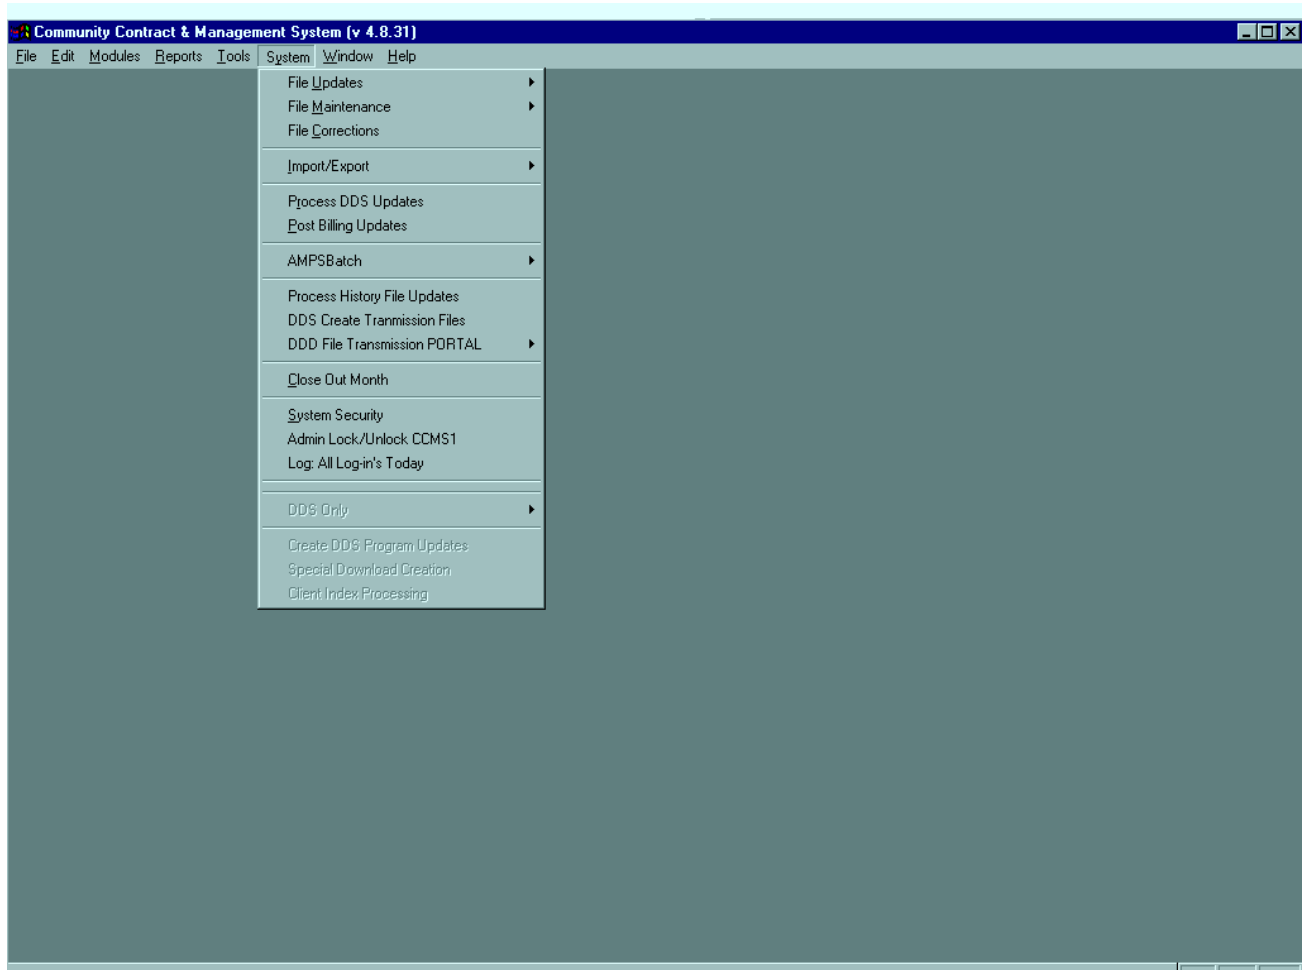 Community Contract & Management System (v 4.8.31)
File Edit Modules Reports Tools System Window Help
File Updates
File Maintenance
File Corrections
Import/Export
Process DDS Updates
Post Billing Updates
AMPSBatch
Process History File Updates
DDS Create Tranmission Files
DDD File Transmission PORTAL
Close Out Month
System Security
Admin Lock/Unlock CCMS1
Log: All Log-in's Today
DDS Only
Create DDS Program Updates
Special Download Creation
Client Index Processing